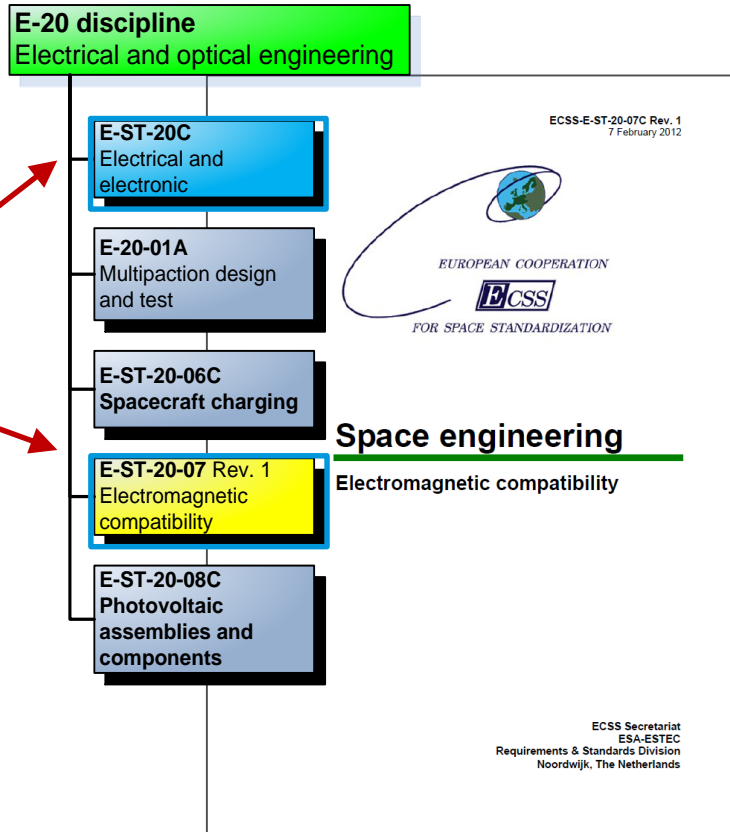 E-20 discipline
Electrical and optical engineering
E-ST-20C
Electrical and
electronic
E-20-01A
Multipaction design
and test
E-ST-20-06C
Spacecraft charging
E-ST-20-07 Rev. 1
Electromagnetic
compatibility
E-ST-20-08C
Photovoltaic
assemblies and
components
ECSS-E-ST-20-07C Rev. 1
7 February 2012
EUROPEAN COOPERATION
ECSS
FOR SPACE STANDARDIZATION
Space engineering
Electromagnetic compatibility
ECSS Secretariat
ESA-ESTEC
Requirements & Standards Division
Noordwijk, The Netherlands